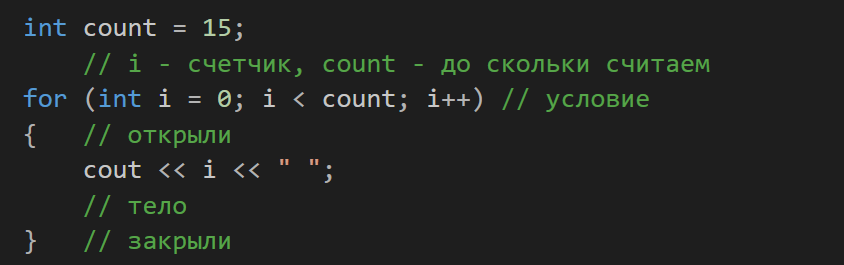 int count = 15;
// i - счетчик, count - до скольки считаем
for (int i = 0; i < count; i++) // условие
{ // открыли
cout << i << " ";
// тело
} // закрыли